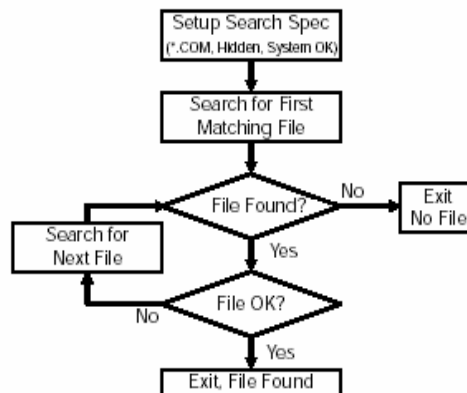 Setup Search Spec
(*.COM, Hidden, System OK)
Search for First
Matching File
File Found?
No
Exit
No File
Yes
Search for
Next File
File OK?
No
Yes
Exit, File Found